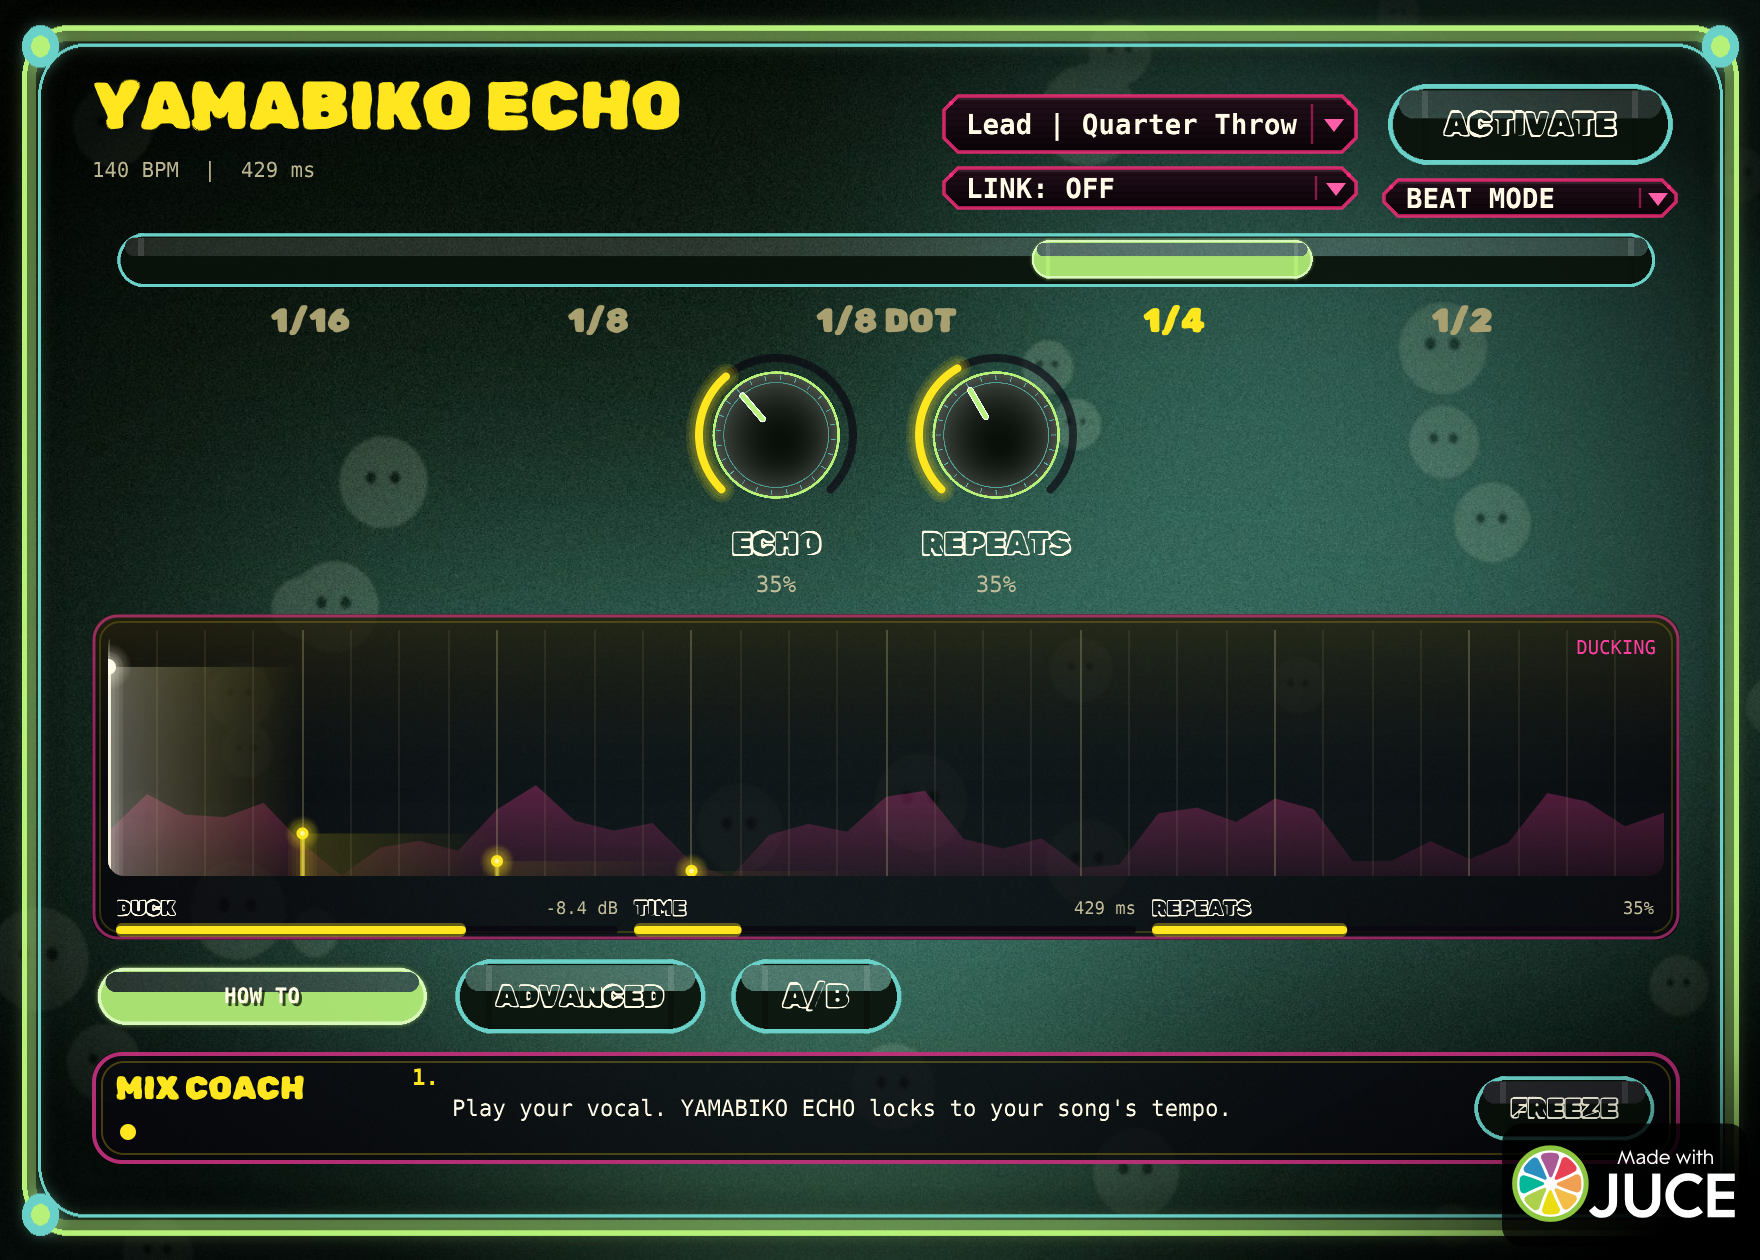 YAMABIKO ECHO
140 BPM | 429 ms
Lead | Quarter Throw
ACTIVATE
LINK: OFF
BEAT MODE
1/16
1/8
1/8 DOT
1/4
1/2
ECHO
REPEATS
35%
35%
DUCKING
DUCK
-8.4 dB
TIME
429 ms
REPEATS
35%
HOW TO
ADVANCED
A/B
MIX COACH
1.
Play your vocal. YAMABIKO ECHO locks to your song's tempo.
FREEZE
Made with
JUCE